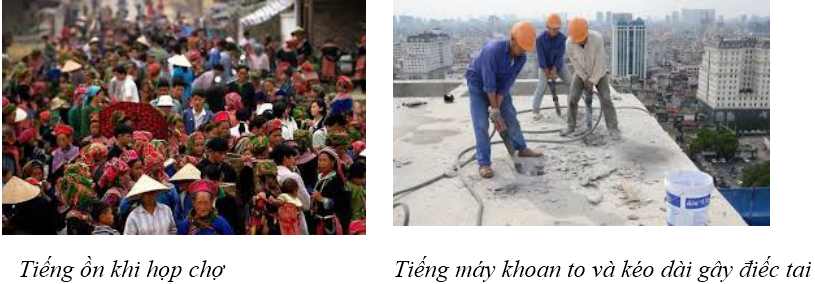 Tiếng ồn khi họp chợ
Tiếng máy khoan to và kéo dài gây điếc tai